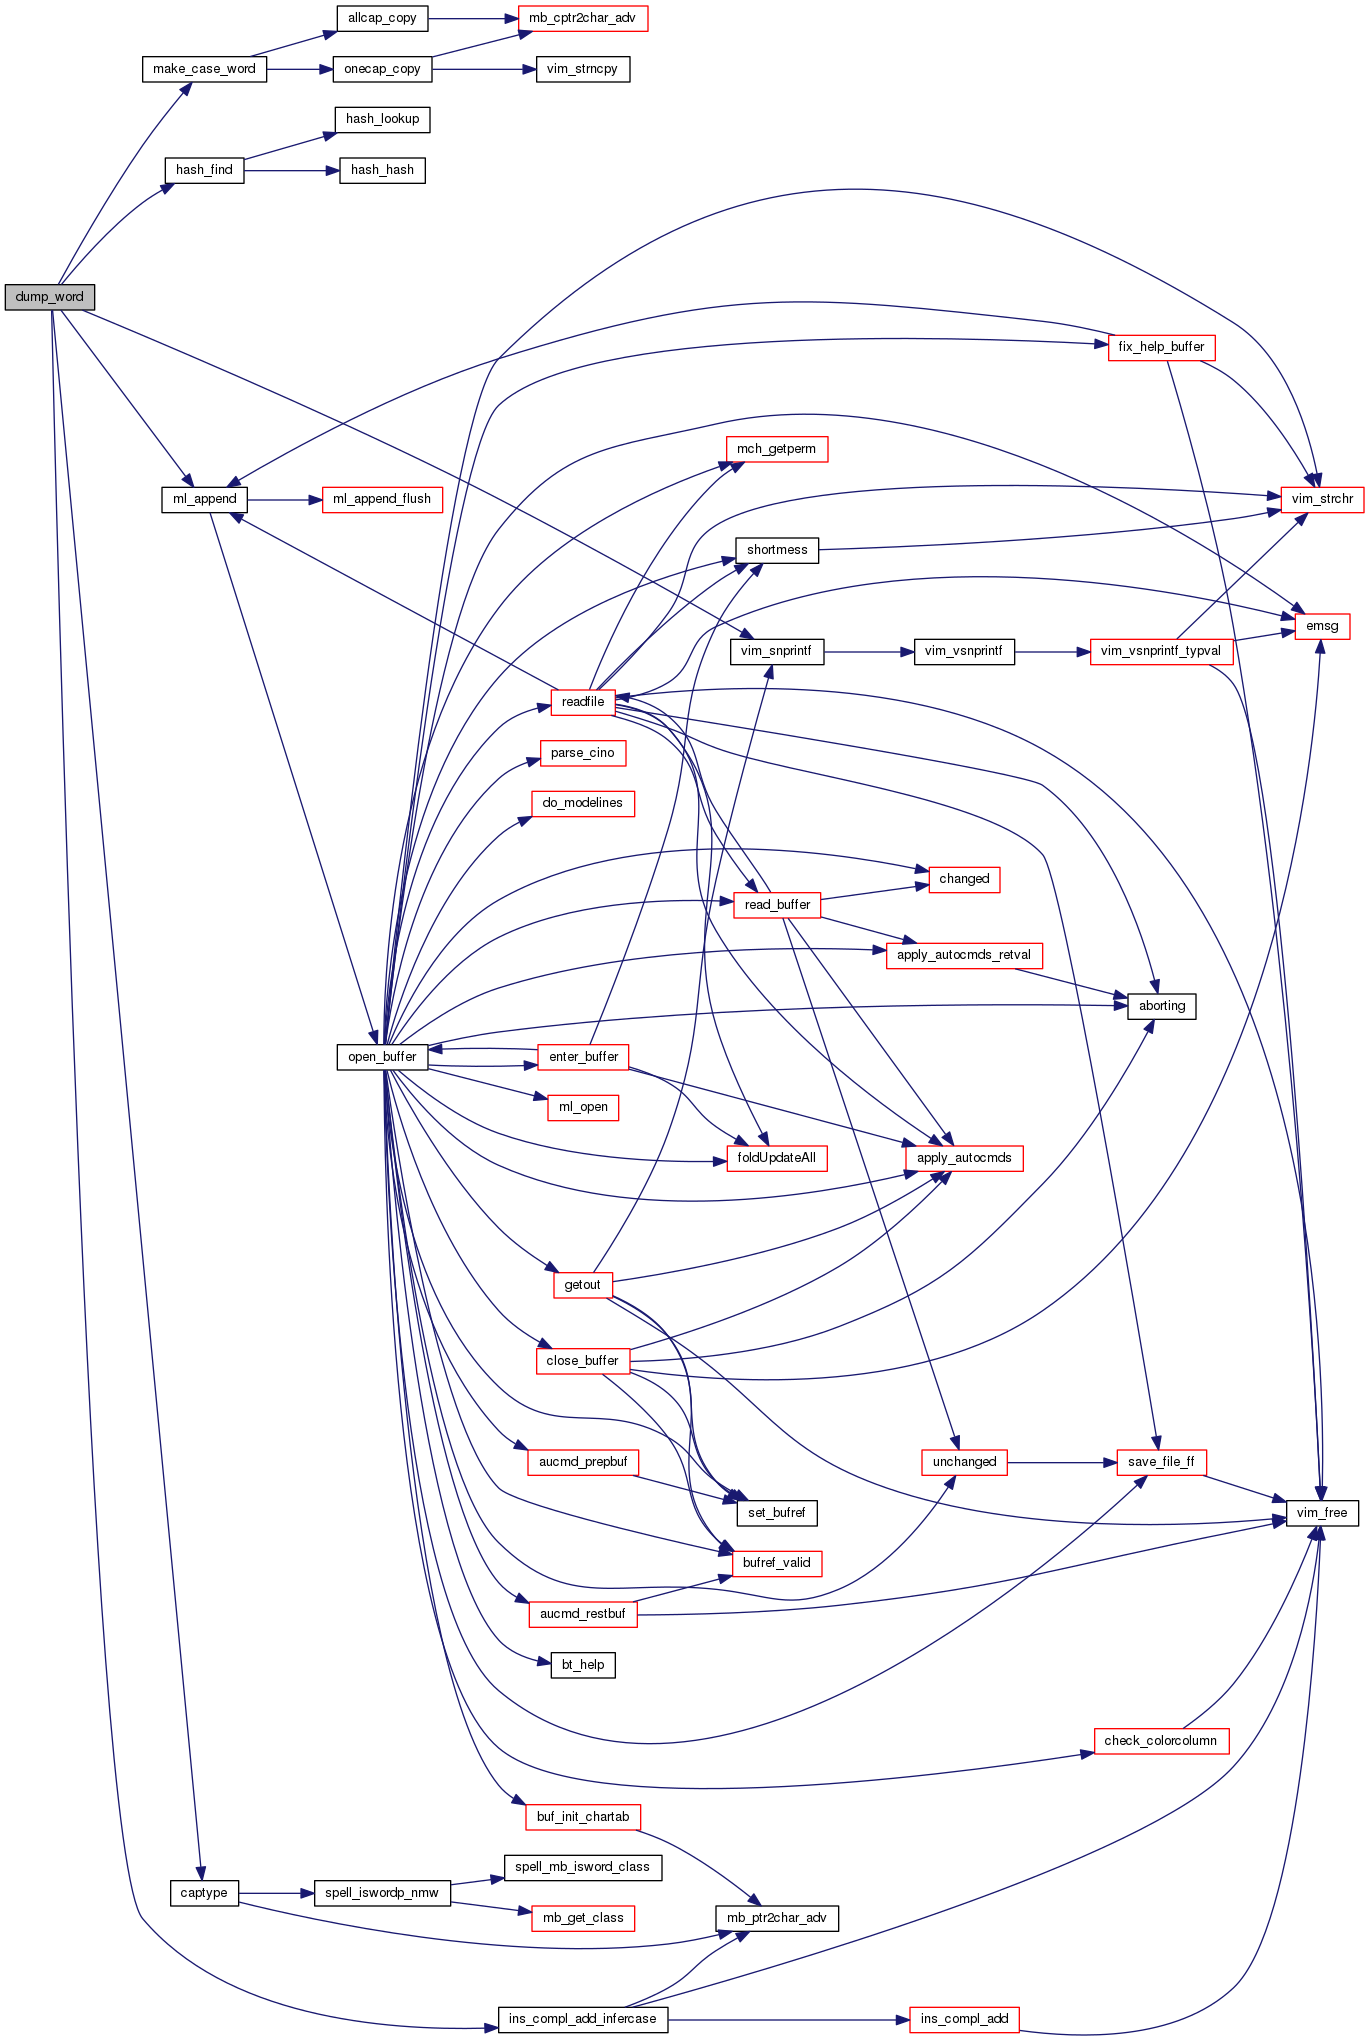 allcap_copy
mb_cptr2char_adv
make_case_word
onecap_copy
vim_strncpy
hash_lookup
hash_find
hash_hash
dump_word
fix_help_buffer
mch_getperm
ml_append
ml_append_flush
vim_strchr
shortmess
emsg
vim_snprintf
vim_vsnprintf
vim_vsnprintf_typval
readfile
parse_cino
do_modelines
changed
read_buffer
apply_autocmds_retval
aborting
open_buffer
enter_buffer
ml_open
foldUpdateAll
apply_autocmds
getout
close_buffer
aucmd_prepbuf
unchanged
save_file_ff
set_bufref
vim_free
bufref_valid
aucmd_restbuf
bt_help
check_colorcolumn
buf_init_chartab
spell_mb_isword_class
captype
spell_iswordp_nmw
mb_get_class
mb_ptr2char_adv
ins_compl_add_infercase
ins_compl_add